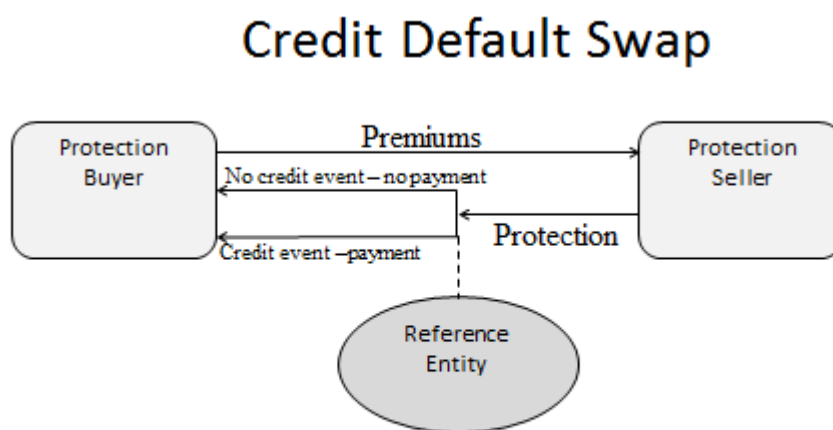 Credit Default Swap
Protection
Buyer
Premiums
Protection
Seller
No credit event – no payment
Protection
Credit event –payment
Reference
Entity